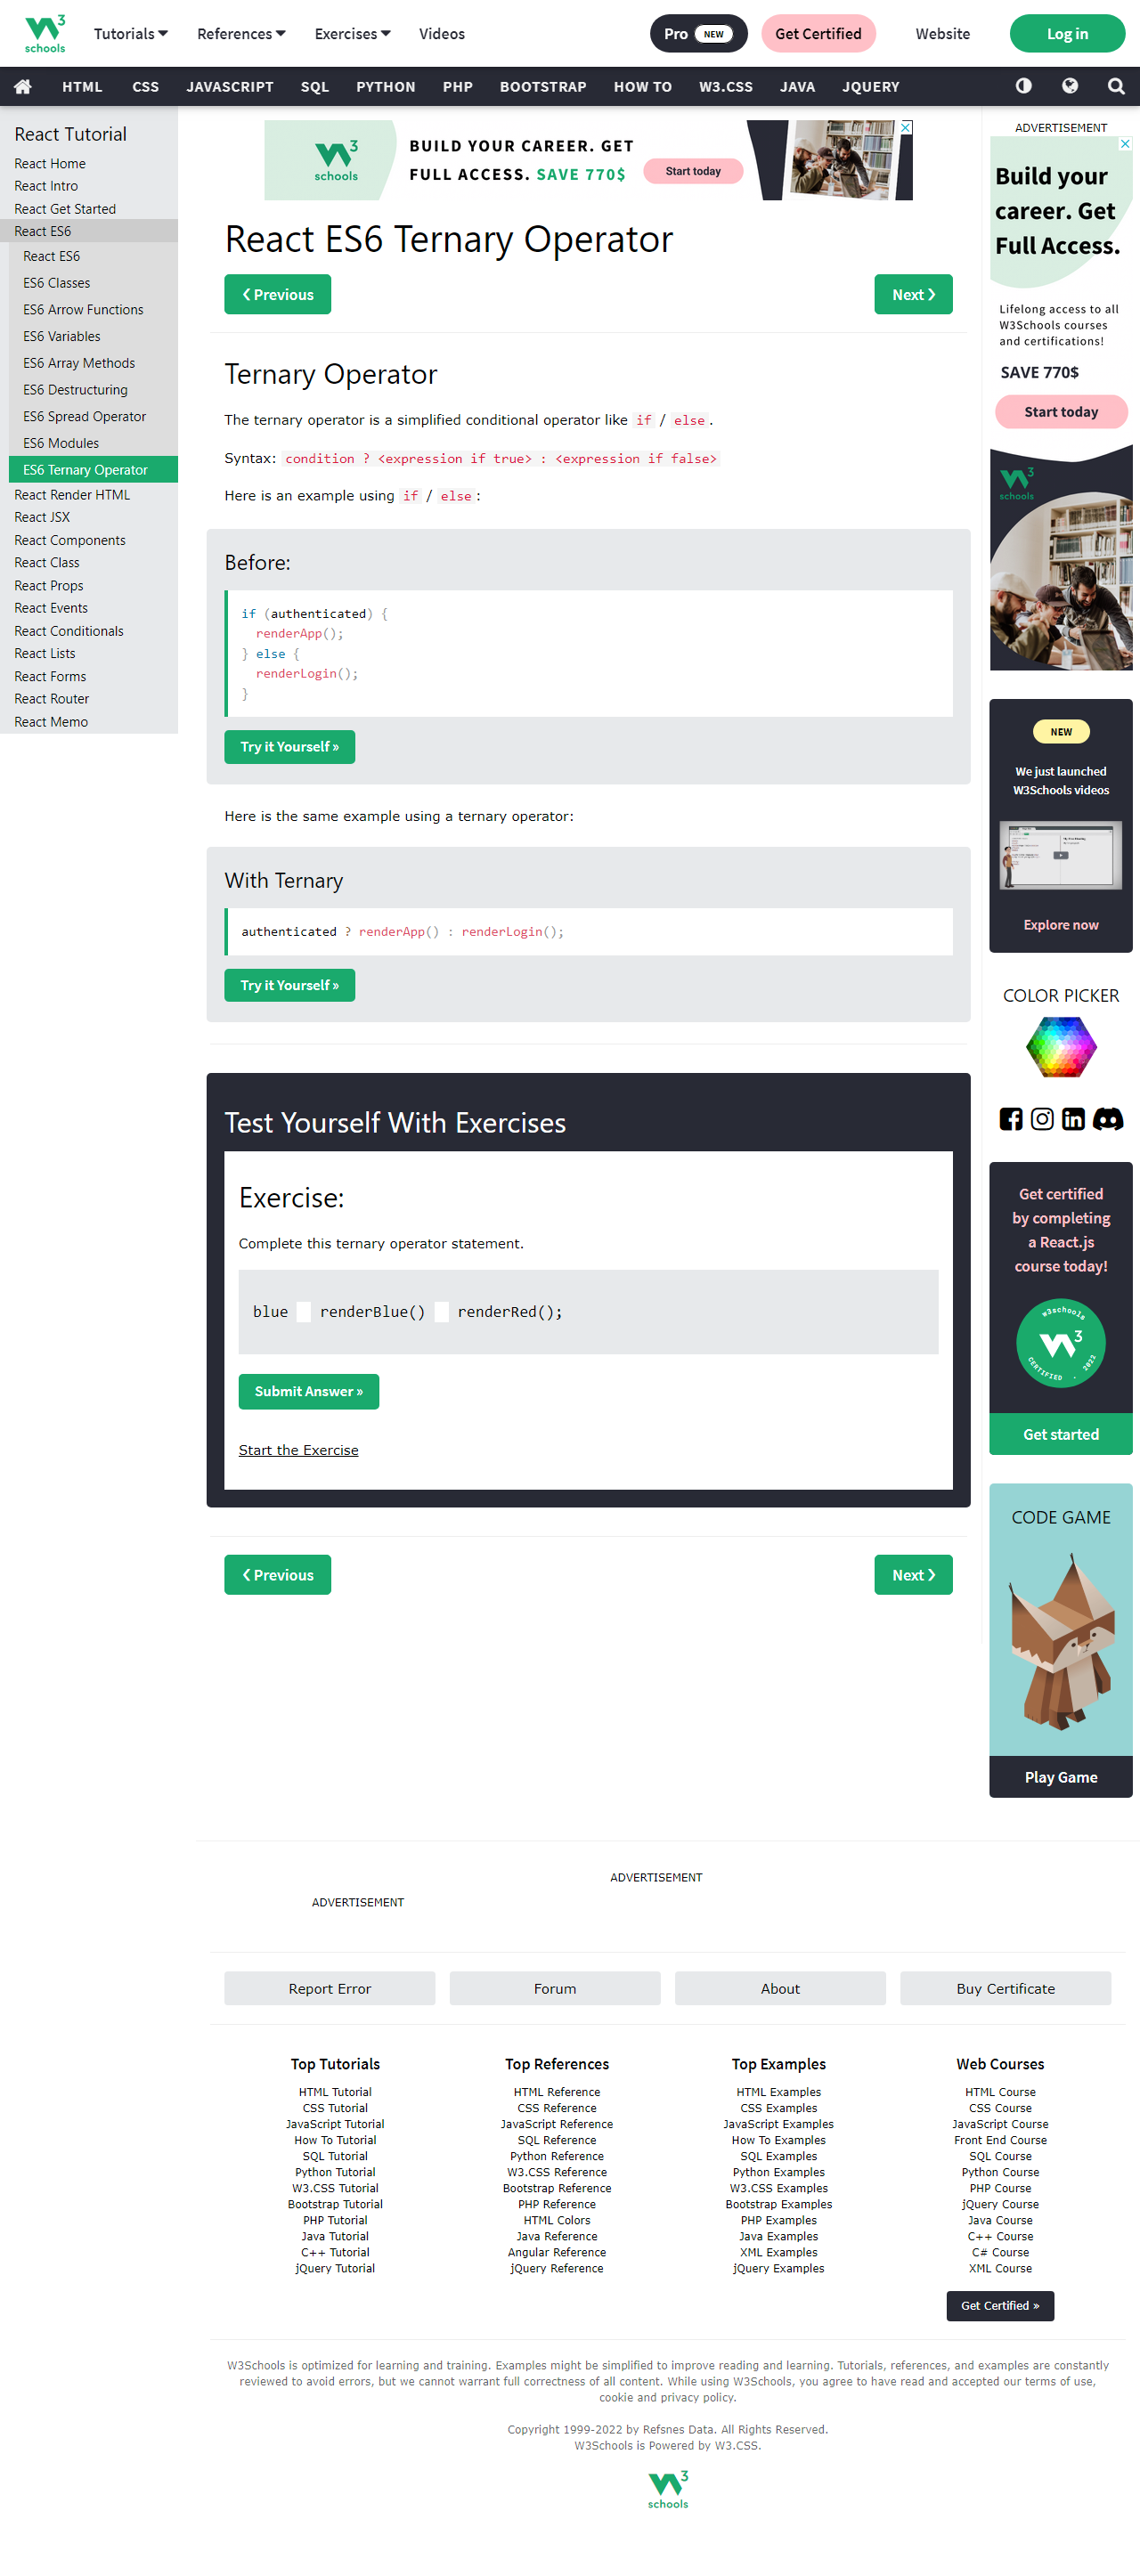 W3
schools
Tutorials
References
Exercises
Videos
Pro NEW
Get Certified
Website
Log in
HTML
CSS
JAVASCRIPT
SQL
PYTHON
PHP
BOOTSTRAP
HOW TO
W3.CSS
JAVA
JQUERY
React Tutorial
React Home
React Intro
React Get Started
React ES6
React ES6
ES6 Classes
ES6 Arrow Functions
ES6 Variables
ES6 Array Methods
ES6 Destructuring
ES6 Spread Operator
ES6 Modules
ES6 Ternary Operator
React Render HTML
React JSX
React Components
React Class
React Props
React Events
React Conditionals
React Lists
React Forms
React Router
React Memo
W3
schools
BUILD YOUR CAREER. GET
FULL ACCESS. SAVE 770$
Start today
React ES6 Ternary Operator
❮ Previous
Next ❯
Ternary Operator
The ternary operator is a simplified conditional operator like if / else.
Syntax: condition ? <expression if true> : <expression if false>
Here is an example using if / else:
Before:
if (authenticated) {
  renderApp();
} else {
  renderLogin();
}
Try it Yourself »
Here is the same example using a ternary operator:
With Ternary
authenticated ? renderApp() : renderLogin();
Try it Yourself »
Test Yourself With Exercises
Exercise:
Complete this ternary operator statement.
blue renderBlue() renderRed();
Submit Answer »
Start the Exercise
❮ Previous
Next ❯
ADVERTISEMENT
Build your
career. Get
Full Access.
Lifelong access to all
W3Schools courses
and certifications!
SAVE 770$
Start today
W3
schools
NEW
We just launched
W3Schools videos
Explore now
COLOR PICKER
Get certified
by completing
a React.js
course today!
w3schools
W3
CERTIFIED . 2022
Get started
CODE GAME
Play Game
ADVERTISEMENT
ADVERTISEMENT
Report Error
Forum
About
Buy Certificate
Top Tutorials
HTML Tutorial
CSS Tutorial
JavaScript Tutorial
How To Tutorial
SQL Tutorial
Python Tutorial
W3.CSS Tutorial
Bootstrap Tutorial
PHP Tutorial
Java Tutorial
C++ Tutorial
jQuery Tutorial
Top References
HTML Reference
CSS Reference
JavaScript Reference
SQL Reference
Python Reference
W3.CSS Reference
Bootstrap Reference
PHP Reference
HTML Colors
Java Reference
Angular Reference
jQuery Reference
Top Examples
HTML Examples
CSS Examples
JavaScript Examples
How To Examples
SQL Examples
Python Examples
W3.CSS Examples
Bootstrap Examples
PHP Examples
Java Examples
XML Examples
jQuery Examples
Web Courses
HTML Course
CSS Course
JavaScript Course
Front End Course
SQL Course
Python Course
PHP Course
jQuery Course
Java Course
C++ Course
C# Course
XML Course
Get Certified »
W3Schools is optimized for learning and training. Examples might be simplified to improve reading and learning. Tutorials, references, and examples are constantly
reviewed to avoid errors, but we cannot warrant full correctness of all content. While using W3Schools, you agree to have read and accepted our terms of use,
cookie and privacy policy.
Copyright 1999-2022 by Refsnes Data. All Rights Reserved.
W3Schools is Powered by W3.CSS.
W3
schools